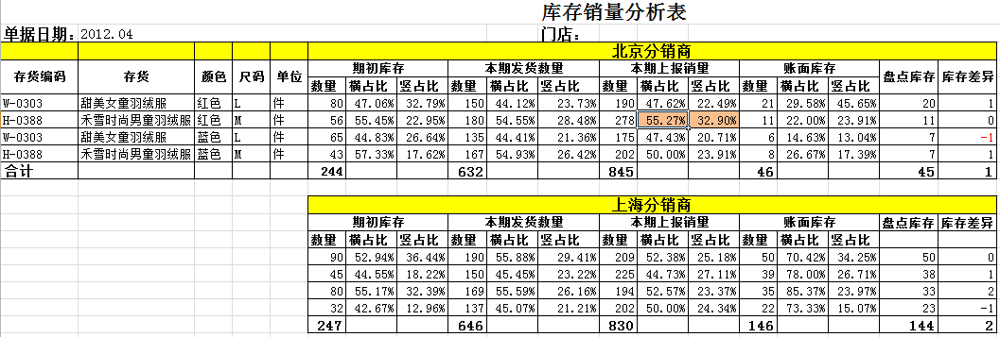 库存销量分析表
单据日期: 2012.04 门店:
北京分销商
存货编码 存货 颜色 尺码 单位 期初库存 本期发货数量 本期上报销量 账面库存 盘点库存 库存差异
数量 横占比 竖占比 数量 横占比 竖占比 数量 横占比 竖占比 数量 横占比 竖占比
W-0303 甜美女童羽绒服 红色 L 件 80 47.06% 32.79% 150 44.12% 23.73% 190 47.62% 22.49% 21 29.58% 45.65% 20 1
H-0388 禾雪时尚男童羽绒服 红色 M 件 56 55.45% 22.95% 180 54.55% 28.48% 278 55.27% 32.90% 11 22.00% 23.91% 11 0
W-0303 甜美女童羽绒服 蓝色 L 件 65 44.83% 26.64% 135 44.41% 21.36% 175 47.43% 20.71% 6 14.63% 13.04% 7 -1
H-0388 禾雪时尚男童羽绒服 蓝色 M 件 43 57.33% 17.62% 167 54.93% 26.42% 202 50.00% 23.91% 8 26.67% 17.39% 7 1
合计 244 632 845 46 45 1
上海分销商
期初库存 本期发货数量 本期上报销量 账面库存 盘点库存 库存差异
数量 横占比 竖占比 数量 横占比 竖占比 数量 横占比 竖占比 数量 横占比 竖占比
90 52.94% 36.44% 190 55.88% 29.41% 209 52.38% 25.18% 50 70.42% 34.25% 50 0
45 44.55% 18.22% 150 45.45% 23.22% 225 44.73% 27.11% 39 78.00% 26.71% 38 1
80 55.17% 32.39% 169 55.59% 26.16% 194 52.57% 23.37% 35 85.37% 23.97% 33 2
32 42.67% 12.96% 137 45.07% 21.21% 202 50.00% 24.34% 22 73.33% 15.07% 23 -1
247 646 830 146 144 2